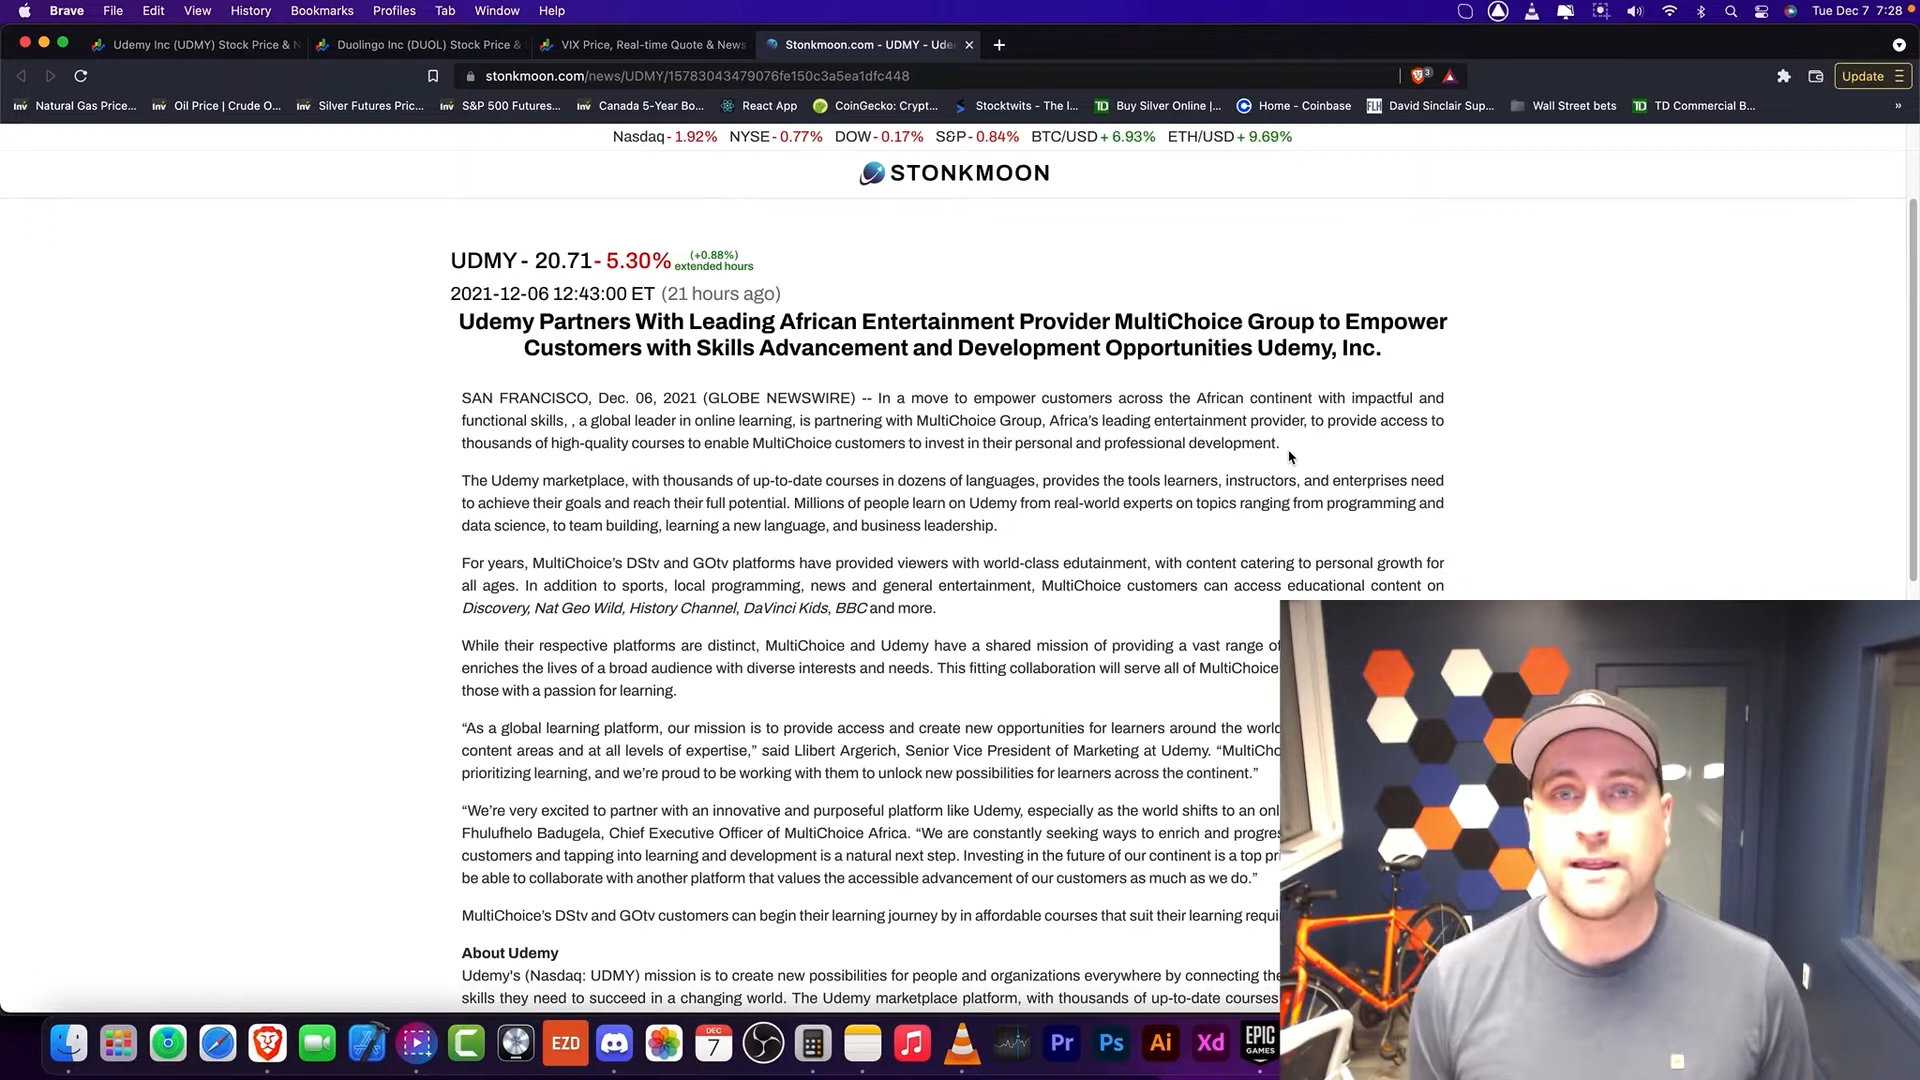 Brave File Edit View History Bookmarks Profiles Tab Window Help Tue Dec 7 7:28
Udemy Inc (UDMY) Stock Price & N Duolingo Inc (DUOL) Stock Price & VIX Price, Real-time Quote & News Stonkmoon.com - UDMY - Ude
stonkmoon.com/news/UDMY/15783043479076fe150c3a5ea1dfc448 3 Update
Inv Natural Gas Price... Inv Oil Price | Crude O... Inv Silver Futures Pric... Inv S&P 500 Futures... Inv Canada 5-Year Bo... React App CoinGecko: Crypt... Stocktwits - The I... TD Buy Silver Online |... Home - Coinbase FLH David Sinclair Sup... Wall Street bets TD TD Commercial B... »
Nasdaq - 1.92% NYSE - 0.77% DOW - 0.17% S&P - 0.84% BTC/USD + 6.93% ETH/USD + 9.69%
STONKMOON
UDMY - 20.71 - 5.30% (+0.88%) extended hours
2021-12-06 12:43:00 ET (21 hours ago)
Udemy Partners With Leading African Entertainment Provider MultiChoice Group to Empower
Customers with Skills Advancement and Development Opportunities Udemy, Inc.
SAN FRANCISCO, Dec. 06, 2021 (GLOBE NEWSWIRE) -- In a move to empower customers across the African continent with impactful and
functional skills, , a global leader in online learning, is partnering with MultiChoice Group, Africa's leading entertainment provider, to provide access to
thousands of high-quality courses to enable MultiChoice customers to invest in their personal and professional development.
The Udemy marketplace, with thousands of up-to-date courses in dozens of languages, provides the tools learners, instructors, and enterprises need
to achieve their goals and reach their full potential. Millions of people learn on Udemy from real-world experts on topics ranging from programming and
data science, to team building, learning a new language, and business leadership.
For years, MultiChoice's DStv and GOtv platforms have provided viewers with world-class edutainment, with content catering to personal growth for
all ages. In addition to sports, local programming, news and general entertainment, MultiChoice customers can access educational content on
Discovery, Nat Geo Wild, History Channel, DaVinci Kids, BBC and more.
While their respective platforms are distinct, MultiChoice and Udemy have a shared mission of providing a vast range of
enriches the lives of a broad audience with diverse interests and needs. This fitting collaboration will serve all of MultiChoice
those with a passion for learning.
“As a global learning platform, our mission is to provide access and create new opportunities for learners around the world
content areas and at all levels of expertise,” said Llibert Argerich, Senior Vice President of Marketing at Udemy. “MultiCho
prioritizing learning, and we're proud to be working with them to unlock new possibilities for learners across the continent.”
“We're very excited to partner with an innovative and purposeful platform like Udemy, especially as the world shifts to an onl
Fhulufhelo Badugela, Chief Executive Officer of MultiChoice Africa. “We are constantly seeking ways to enrich and progres
customers and tapping into learning and development is a natural next step. Investing in the future of our continent is a top pri
be able to collaborate with another platform that values the accessible advancement of our customers as much as we do.”
MultiChoice's DStv and GOtv customers can begin their learning journey by in affordable courses that suit their learning requi
About Udemy
Udemy's (Nasdaq: UDMY) mission is to create new possibilities for people and organizations everywhere by connecting the
skills they need to succeed in a changing world. The Udemy marketplace platform, with thousands of up-to-date courses
EZD DEC 7 Pr Ps Ai Xd EPIC GAMES